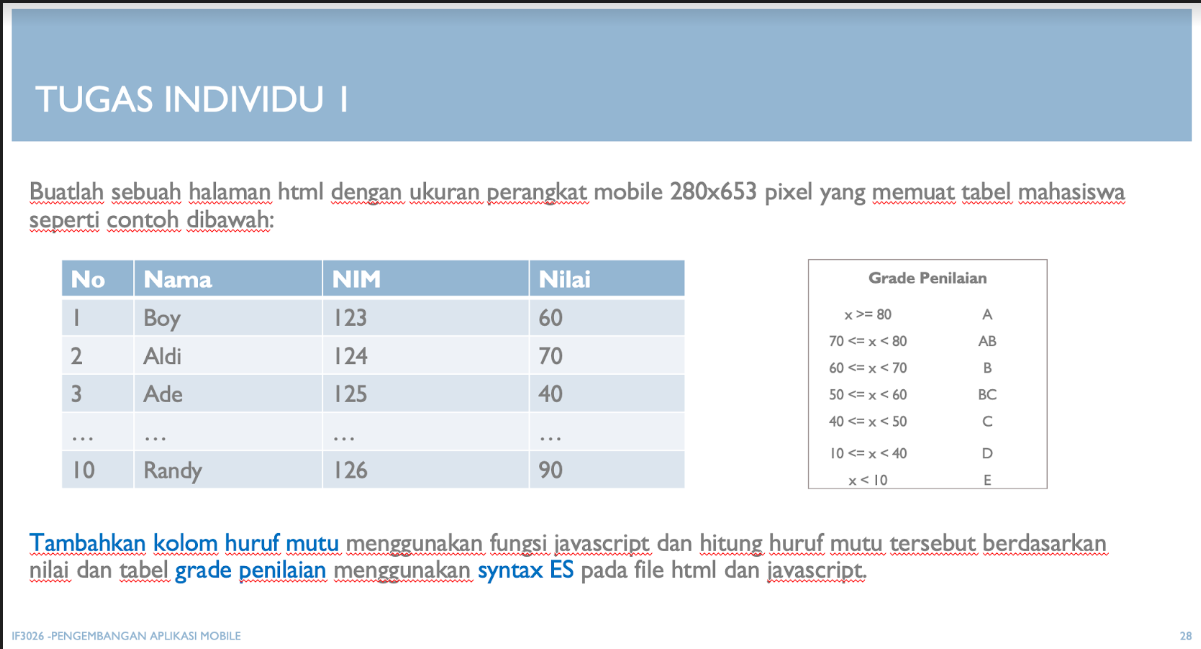 TUGAS INDIVIDU 1
Buatlah sebuah halaman html dengan ukuran perangkat mobile 280x653 pixel yang memuat tabel mahasiswa
seperti contoh dibawah:
No Nama NIM Nilai
1 Boy 123 60
2 Aldi 124 70
3 Ade 125 40
... ... ... ...
10 Randy 126 90
Grade Penilaian
x >= 80 A
70 <= x < 80 AB
60 <= x < 70 B
50 <= x < 60 BC
40 <= x < 50 C
10 <= x < 40 D
x < 10 E
Tambahkan kolom huruf mutu menggunakan fungsi javascript dan hitung huruf mutu tersebut berdasarkan
nilai dan tabel grade penilaian menggunakan syntax ES pada file html dan javascript.
IF3026 -PENGEMBANGAN APLIKASI MOBILE
28